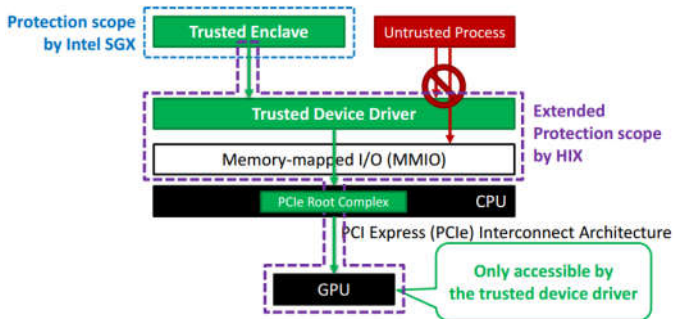 Protection scope
by Intel SGX
Trusted Enclave
Untrusted Process
Trusted Device Driver
Extended
Protection scope
by HIX
Memory-mapped I/O (MMIO)
PCIe Root Complex
CPU
PCI Express (PCIe) Interconnect Architecture
GPU
Only accessible by
the trusted device driver